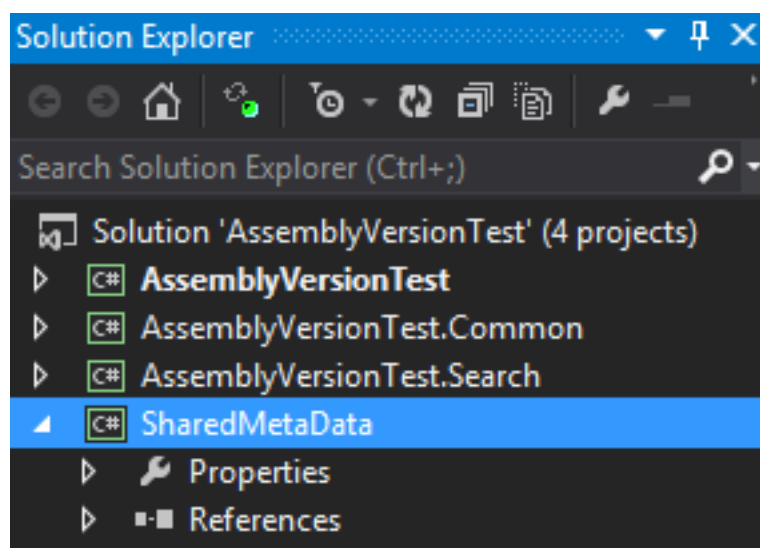 Solution Explorer
Search Solution Explorer (Ctrl+;)
Solution 'AssemblyVersionTest' (4 projects)
C# AssemblyVersionTest
C# AssemblyVersionTest.Common
C# AssemblyVersionTest.Search
C# SharedMetaData
Properties
References